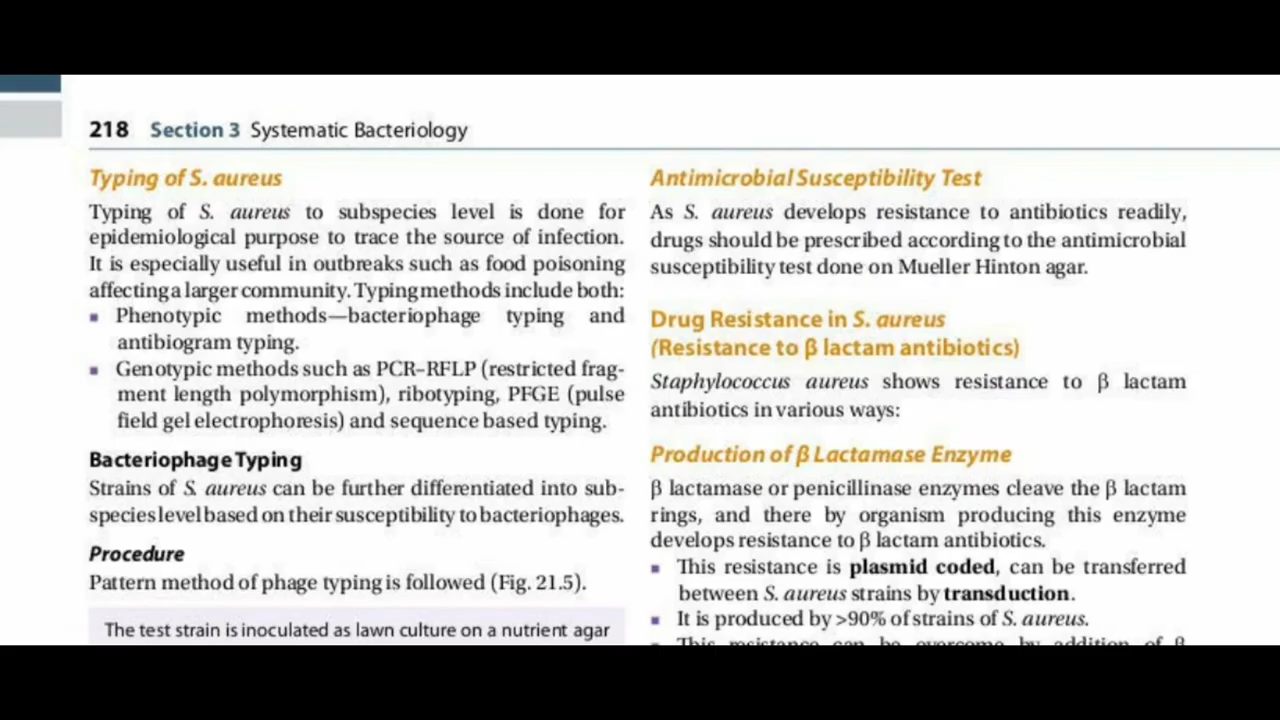 218 Section 3 Systematic Bacteriology
Typing of S. aureus
Typing of S. aureus to subspecies level is done for
epidemiological purpose to trace the source of infection.
It is especially useful in outbreaks such as food poisoning
affecting a larger community. Typing methods include both:
▪ Phenotypic methods—bacteriophage typing and
antibiogram typing.
▪ Genotypic methods such as PCR–RFLP (restricted frag-
ment length polymorphism), ribotyping, PFGE (pulse
field gel electrophoresis) and sequence based typing.
Bacteriophage Typing
Strains of S. aureus can be further differentiated into sub-
species level based on their susceptibility to bacteriophages.
Procedure
Pattern method of phage typing is followed (Fig. 21.5).
The test strain is inoculated as lawn culture on a nutrient agar
Antimicrobial Susceptibility Test
As S. aureus develops resistance to antibiotics readily,
drugs should be prescribed according to the antimicrobial
susceptibility test done on Mueller Hinton agar.
Drug Resistance in S. aureus
(Resistance to β lactam antibiotics)
Staphylococcus aureus shows resistance to β lactam
antibiotics in various ways:
Production of β Lactamase Enzyme
β lactamase or penicillinase enzymes cleave the β lactam
rings, and there by organism producing this enzyme
develops resistance to β lactam antibiotics.
▪ This resistance is plasmid coded, can be transferred
between S. aureus strains by transduction.
▪ It is produced by >90% of strains of S. aureus.
▪ This resistance can be overcome by addition of β